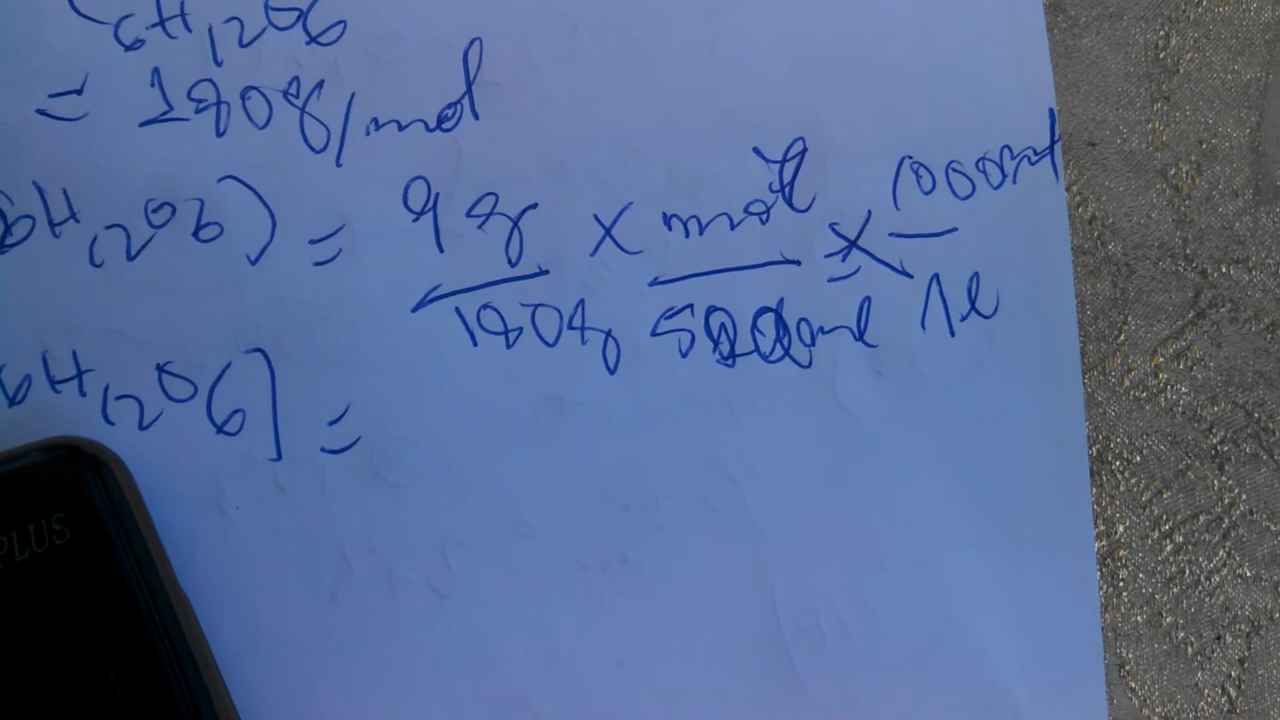 6H12O6
= 180g/mol
6H12O6) = 9g/180g × mol/500ml × 1000ml/1l
6H12O6] =
PLUS